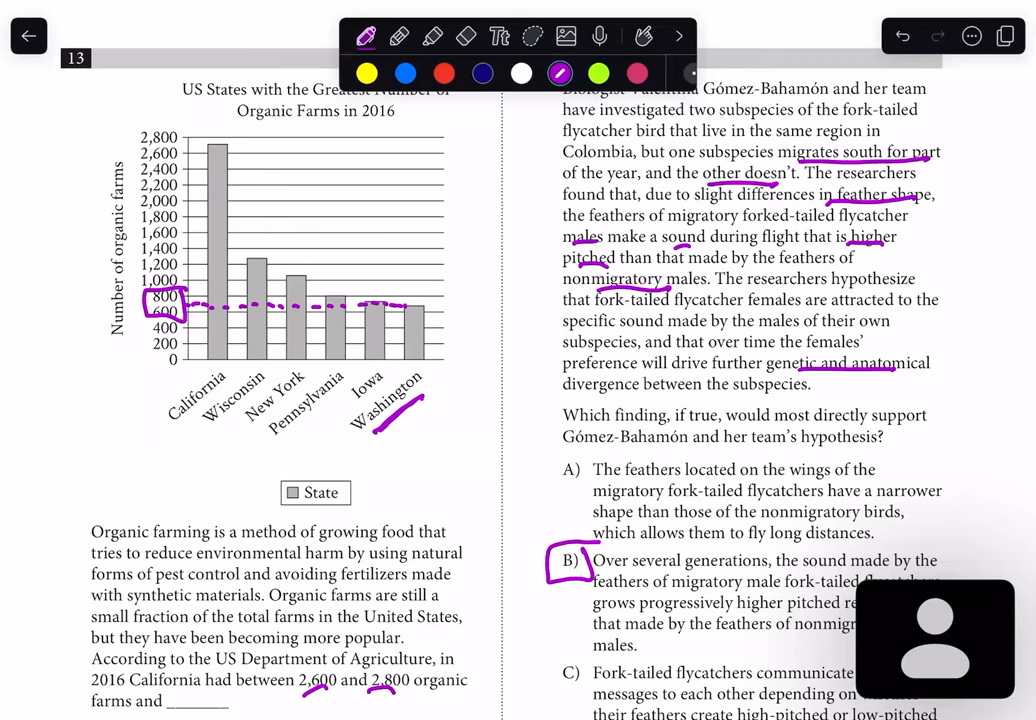 13
Tt
US States with the Greatest Number of
Organic Farms in 2016
Number of organic farms
2,800
2,600
2,400
2,200
2,000
1,800
1,600
1,400
1,200
1,000
800
600
400
200
0
California
Wisconsin
New York
Pennsylvania
Iowa
Washington
State
Organic farming is a method of growing food that
tries to reduce environmental harm by using natural
forms of pest control and avoiding fertilizers made
with synthetic materials. Organic farms are still a
small fraction of the total farms in the United States,
but they have been becoming more popular.
According to the US Department of Agriculture, in
2016 California had between 2,600 and 2,800 organic
farms and _______
Biologist Valentina Gómez-Bahamón and her team
have investigated two subspecies of the fork-tailed
flycatcher bird that live in the same region in
Colombia, but one subspecies migrates south for part
of the year, and the other doesn't. The researchers
found that, due to slight differences in feather shape,
the feathers of migratory forked-tailed flycatcher
males make a sound during flight that is higher
pitched than that made by the feathers of
nonmigratory males. The researchers hypothesize
that fork-tailed flycatcher females are attracted to the
specific sound made by the males of their own
subspecies, and that over time the females'
preference will drive further genetic and anatomical
divergence between the subspecies.
Which finding, if true, would most directly support
Gómez-Bahamón and her team's hypothesis?
A) The feathers located on the wings of the
migratory fork-tailed flycatchers have a narrower
shape than those of the nonmigratory birds,
which allows them to fly long distances.
B) Over several generations, the sound made by the
feathers of migratory male fork-tailed
grows progressively higher pitched
that made by the feathers of
males.
C) Fork-tailed flycatchers communicate
messages to each other depending on
their feathers create high-pitched or low-pitched